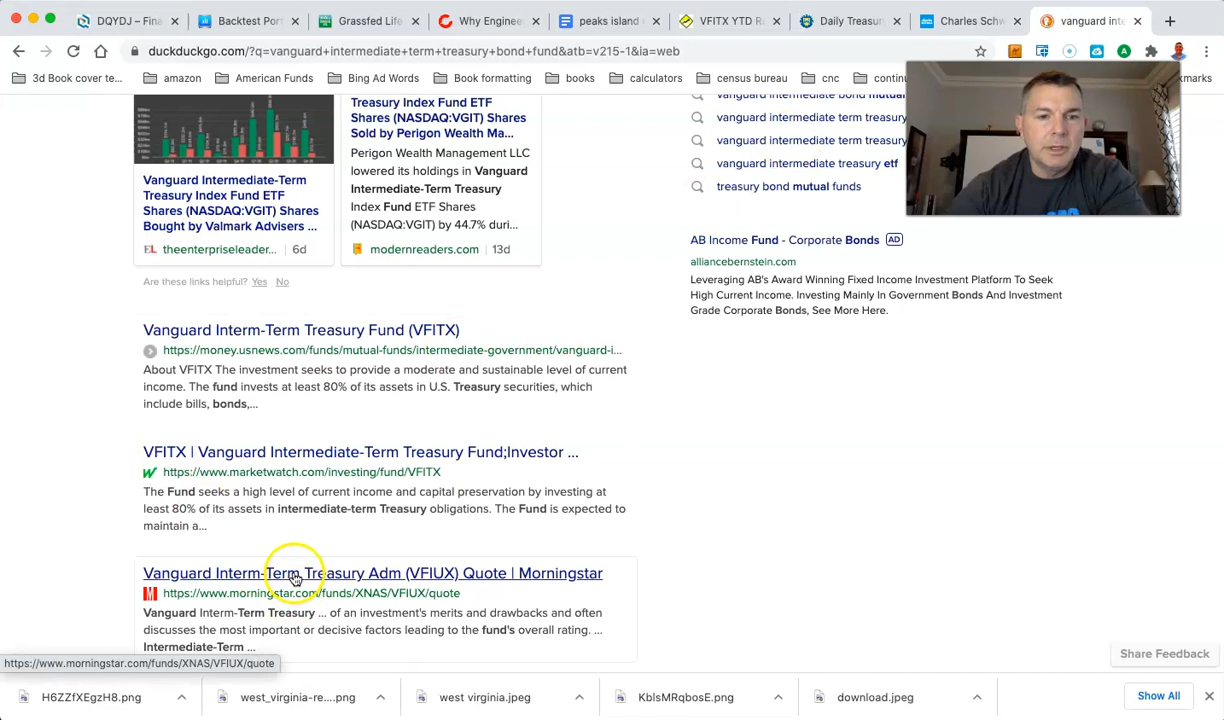 DQYDJ – Fina
Backtest Port
Grassfed Life
Why Enginee
peaks island o
VFITX YTD Re
Daily Treasury
Charles Schw
vanguard inte
duckduckgo.com/?q=vanguard+intermediate+term+treasury+bond+fund&atb=v215-1&ia=web
3d Book cover te...
amazon
American Funds
Bing Ad Words
Book formatting
books
calculators
census bureau
cnc
Vanguard Intermediate-Term
Treasury Index Fund ETF
Shares (NASDAQ:VGIT) Shares
Bought by Valmark Advisers ...
theenterpriseleader...
6d
Treasury Index Fund ETF
Shares (NASDAQ:VGIT) Shares
Sold by Perigon Wealth Ma...
Perigon Wealth Management LLC
lowered its holdings in Vanguard
Intermediate-Term Treasury
Index Fund ETF Shares
(NASDAQ:VGIT) by 44.7% duri...
modernreaders.com
13d
Are these links helpful? Yes No
Vanguard Interm-Term Treasury Fund (VFITX)
https://money.usnews.com/funds/mutual-funds/intermediate-government/vanguard-i...
About VFITX The investment seeks to provide a moderate and sustainable level of current
income. The fund invests at least 80% of its assets in U.S. Treasury securities, which
include bills, bonds,...
VFITX | Vanguard Intermediate-Term Treasury Fund;Investor ...
https://www.marketwatch.com/investing/fund/VFITX
The Fund seeks a high level of current income and capital preservation by investing at
least 80% of its assets in intermediate-term Treasury obligations. The Fund is expected to
maintain a...
Vanguard Interm-Term Treasury Adm (VFIUX) Quote | Morningstar
https://www.morningstar.com/funds/XNAS/VFIUX/quote
Vanguard Interm-Term Treasury ... of an investment's merits and drawbacks and often
discusses the most important or decisive factors leading to the fund's overall rating. ...
Intermediate-Term ...
vanguard intermediate bond mutual
vanguard intermediate term treasury
vanguard intermediate term treasury
vanguard intermediate treasury etf
treasury bond mutual funds
AB Income Fund - Corporate Bonds AD
alliancebernstein.com
Leveraging AB's Award Winning Fixed Income Investment Platform To Seek
High Current Income. Investing Mainly In Government Bonds And Investment
Grade Corporate Bonds, See More Here.
Share Feedback
https://www.morningstar.com/funds/XNAS/VFIUX/quote
H6ZZfXEgzH8.png
west_virginia-re....png
west virginia.jpeg
KblsMRqbosE.png
download.jpeg
Show All